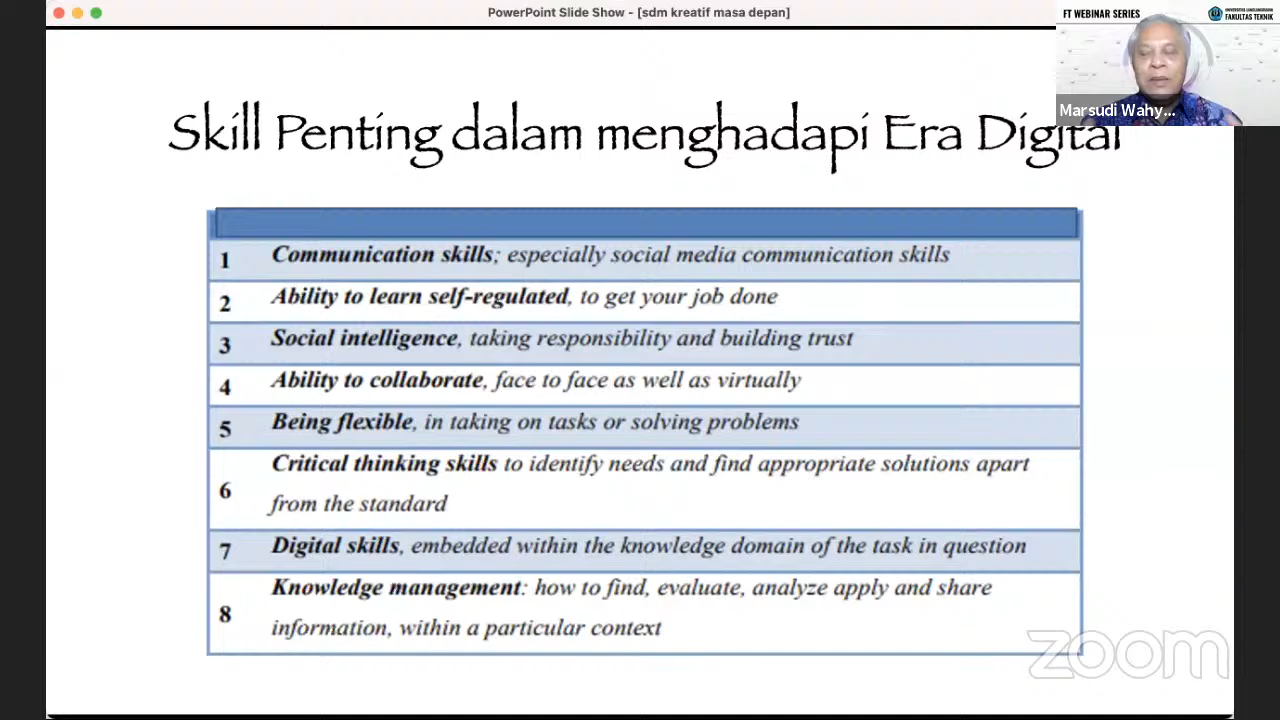 PowerPoint Slide Show - [sdm kreatif masa depan]
FT WEBINAR SERIES
FAKULTAS TEKNIK
Marsudi Wahy...
Skill Penting dalam menghadapi Era Digital
1 Communication skills; especially social media communication skills
2 Ability to learn self-regulated, to get your job done
3 Social intelligence, taking responsibility and building trust
4 Ability to collaborate, face to face as well as virtually
5 Being flexible, in taking on tasks or solving problems
6 Critical thinking skills to identify needs and find appropriate solutions apart
from the standard
7 Digital skills, embedded within the knowledge domain of the task in question
8 Knowledge management: how to find, evaluate, analyze apply and share
information, within a particular context
zoom